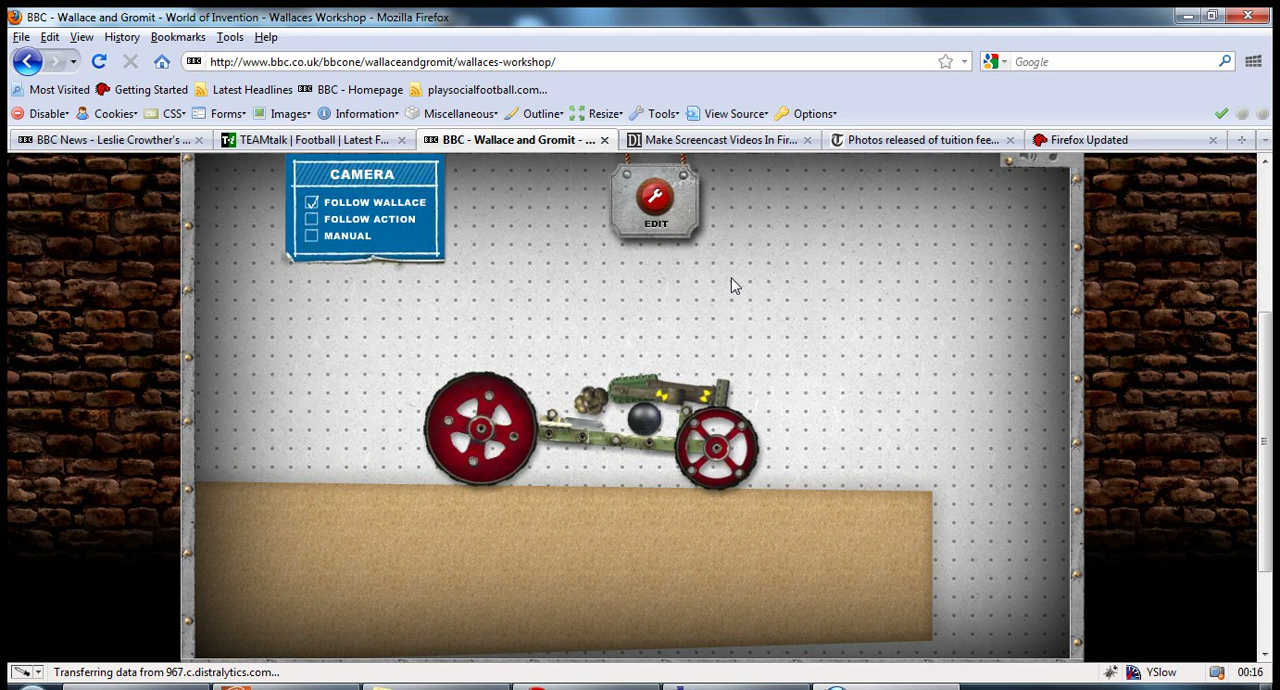 BBC - Wallace and Gromit - World of Invention - Wallaces Workshop - Mozilla Firefox
File Edit View History Bookmarks Tools Help
BBC http://www.bbc.co.uk/bbcone/wallaceandgromit/wallaces-workshop/ Google
Most Visited Getting Started Latest Headlines BBC BBC - Homepage playsocialfootball.com...
Disable Cookies CSS Forms Images Information Miscellaneous Outline Resize Tools View Source Options
BBC BBC News - Leslie Crowther's ... TEAMtalk | Football | Latest F... BBC BBC - Wallace and Gromit - ... Make Screencast Videos In Fir... Photos released of tuition fee... Firefox Updated
CAMERA
FOLLOW WALLACE
FOLLOW ACTION
MANUAL
EDIT
Transferring data from 967.c.distralytics.com... YSlow 00:16